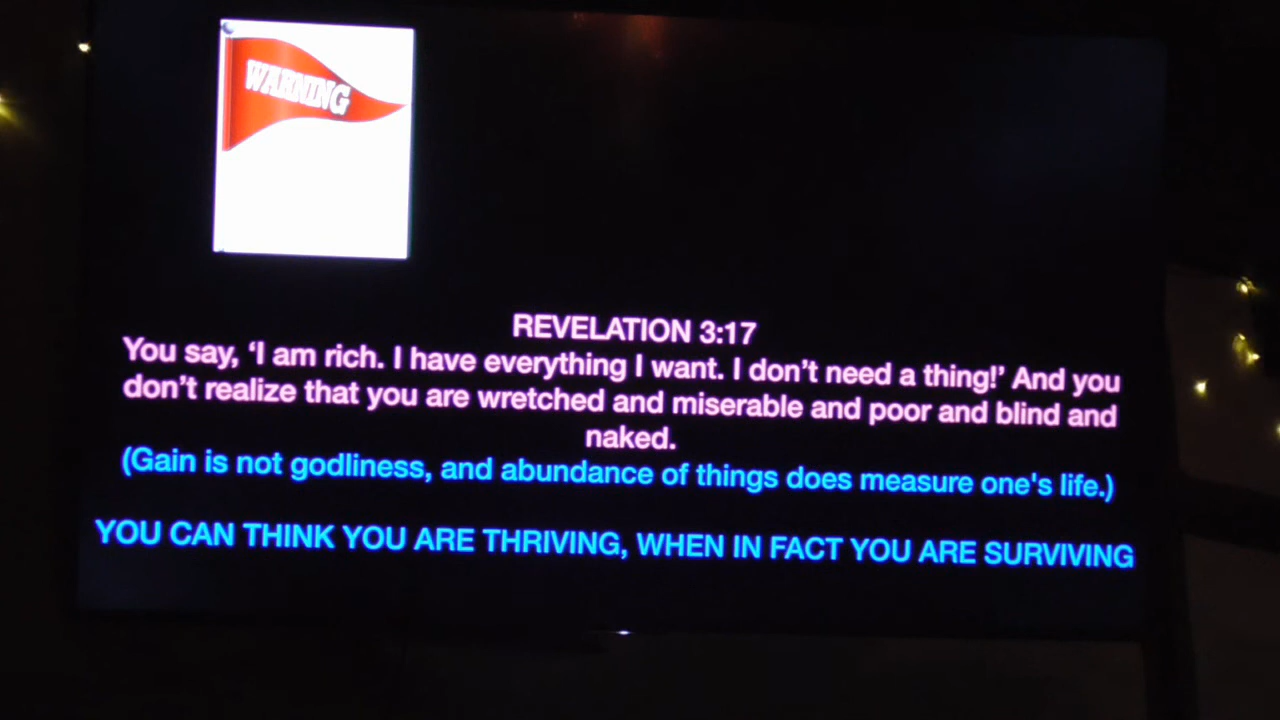 WARNING
REVELATION 3:17
You say, ‘I am rich. I have everything I want. I don’t need a thing!’ And you
don’t realize that you are wretched and miserable and poor and blind and
naked.
(Gain is not godliness, and abundance of things does measure one's life.)
YOU CAN THINK YOU ARE THRIVING, WHEN IN FACT YOU ARE SURVIVING